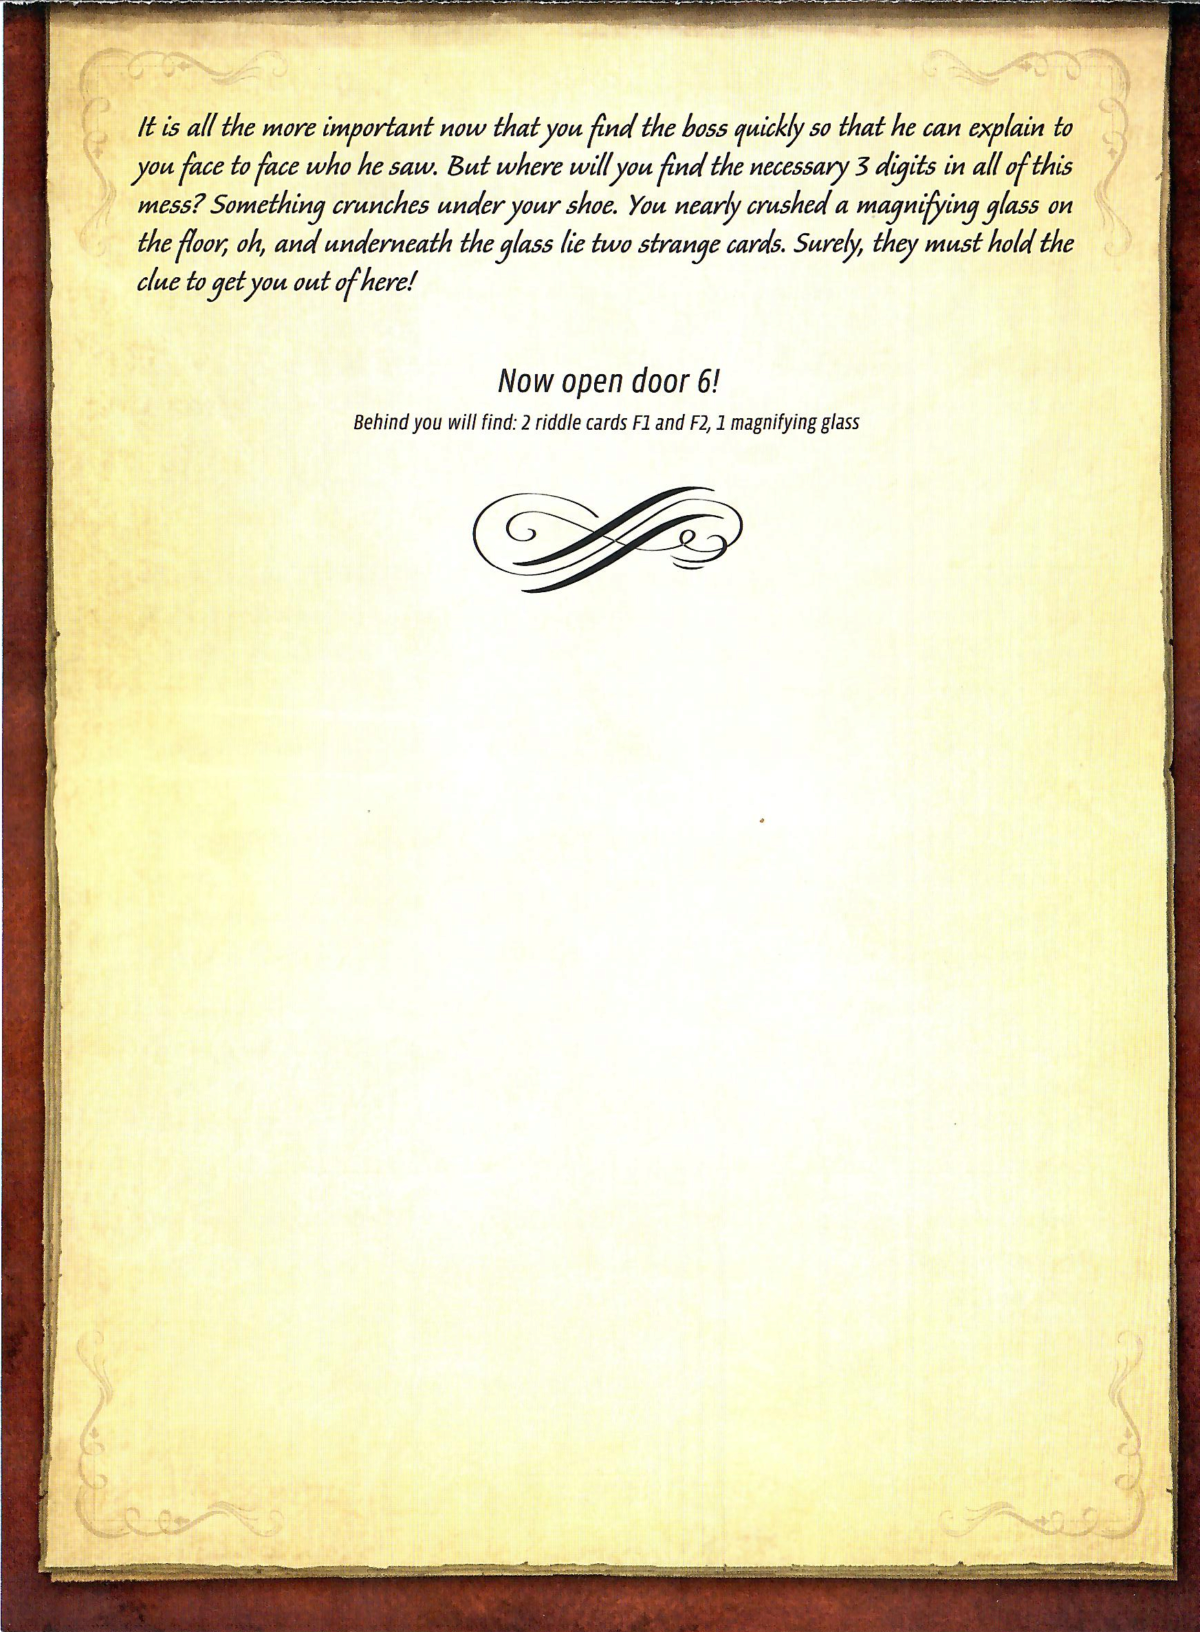 It is all the more important now that you find the boss quickly so that he can explain to
you face to face who he saw. But where will you find the necessary 3 digits in all of this
mess? Something crunches under your shoe. You nearly crushed a magnifying glass on
the floor, oh, and underneath the glass lie two strange cards. Surely, they must hold the
clue to get you out of here!
Now open door 6!
Behind you will find: 2 riddle cards F1 and F2, 1 magnifying glass